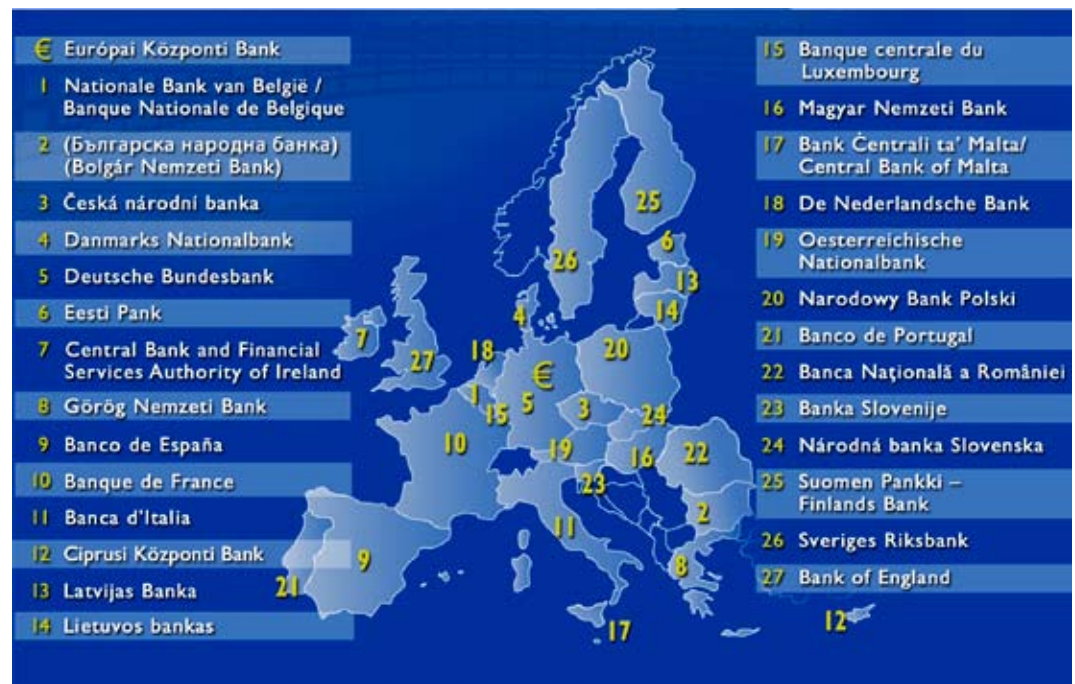 € Európai Központi Bank
1 Nationale Bank van België /
Banque Nationale de Belgique
2 (Българска народна банка)
(Bolgár Nemzeti Bank)
3 Česká národní banka
4 Danmarks Nationalbank
5 Deutsche Bundesbank
6 Eesti Pank
7 Central Bank and Financial
Services Authority of Ireland
8 Görög Nemzeti Bank
9 Banco de España
10 Banque de France
11 Banca d'Italia
12 Ciprusi Központi Bank
13 Latvijas Banka
14 Lietuvos bankas
15 Banque centrale du
Luxembourg
16 Magyar Nemzeti Bank
17 Bank Ċentrali ta' Malta/
Central Bank of Malta
18 De Nederlandsche Bank
19 Oesterreichische
Nationalbank
20 Narodowy Bank Polski
21 Banco de Portugal
22 Banca Naţională a României
23 Banka Slovenije
24 Národná banka Slovenska
25 Suomen Pankki –
Finlands Bank
26 Sveriges Riksbank
27 Bank of England
25
6
26
13
14
4
7
18
20
27
€
1
5
15
3
24
10
19
16
22
23
2
11
9
8
21
17
12